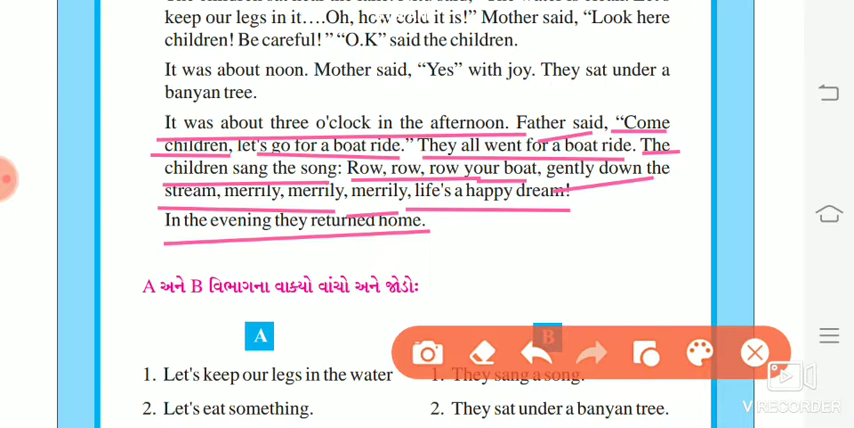 keep our legs in it....Oh, how cold it is!” Mother said, “Look here
children! Be careful!” “O.K” said the children.
It was about noon. Mother said, “Yes” with joy. They sat under a
banyan tree.
It was about three o'clock in the afternoon. Father said, “Come
children, let's go for a boat ride.” They all went for a boat ride. The
children sang the song: Row, row, row your boat, gently down the
stream, merrily, merrily, merrily, life's a happy dream!
In the evening they returned home.
A અને B વિભાગના વાક્યો વાંચો અને જોડોઃ
A B
1. Let's keep our legs in the water 1. They sang a song.
2. Let's eat something. 2. They sat under a banyan tree.
V RECORDER